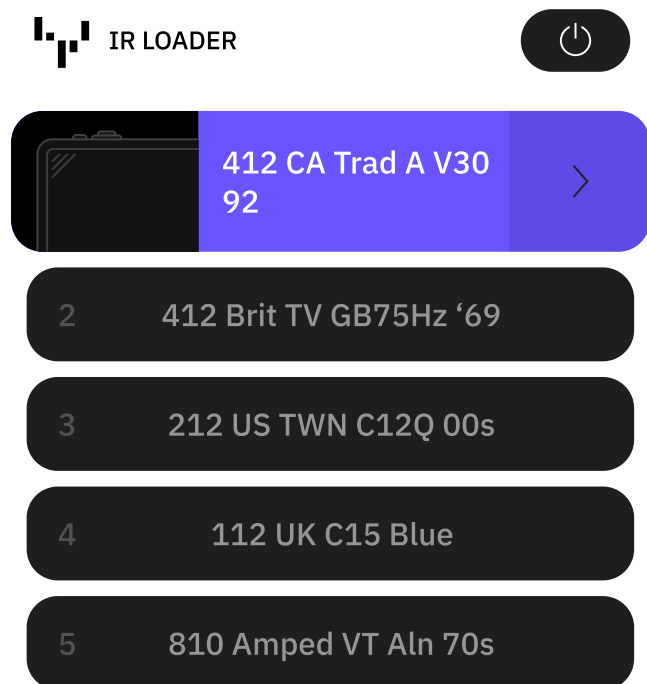 IR LOADER
412 CA Trad A V30
92
2 412 Brit TV GB75Hz ‘69
3 212 US TWN C12Q 00s
4 112 UK C15 Blue
5 810 Amped VT Aln 70s